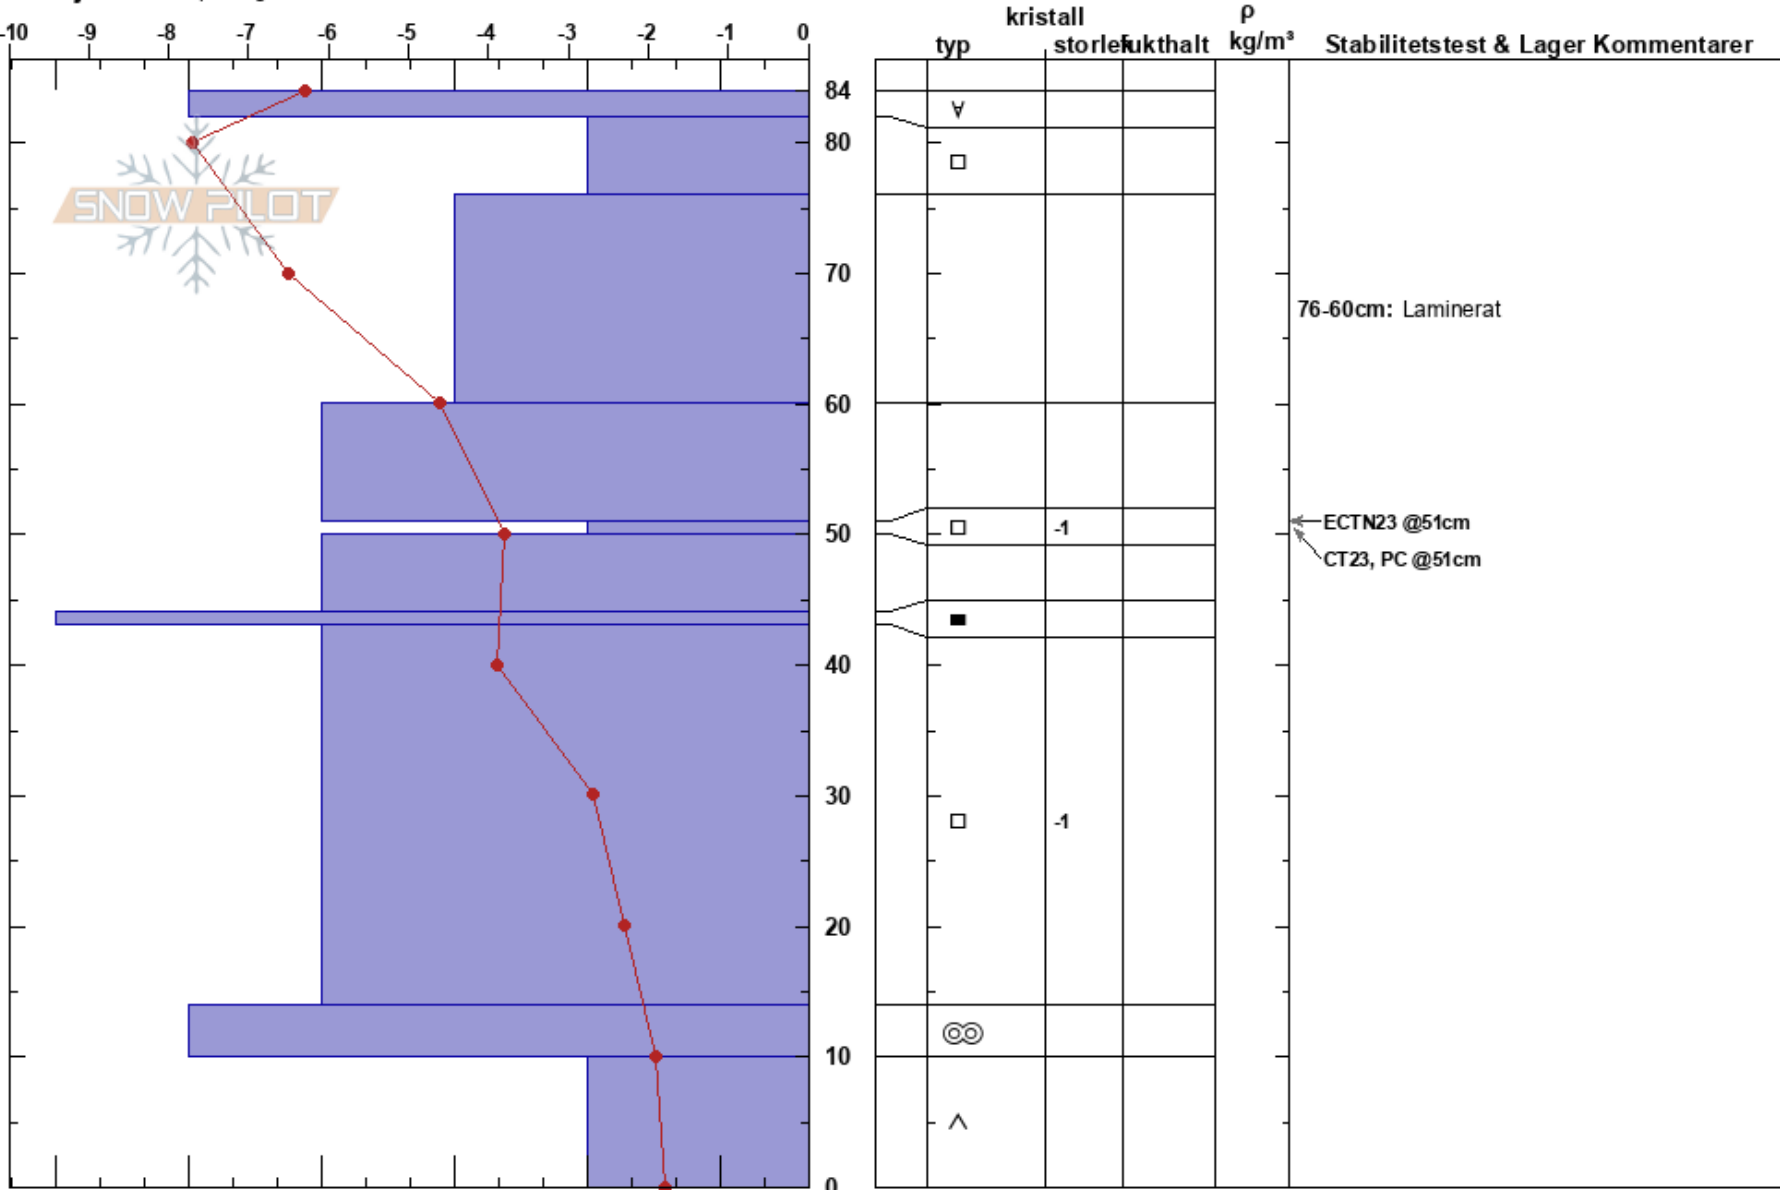 kristall ρ
-10 -9 -8 -7 -6 -5 -4 -3 -2 -1 0 typ storlek fukthalt kg/m³ Stabilitetstest & Lager Kommentarer
84
80
SNOW PILOT
70
76-60cm: Laminerat
60
ECTN23 @51cm
50 -1
CT23, PC @51cm
40
30
-1
20
10
0